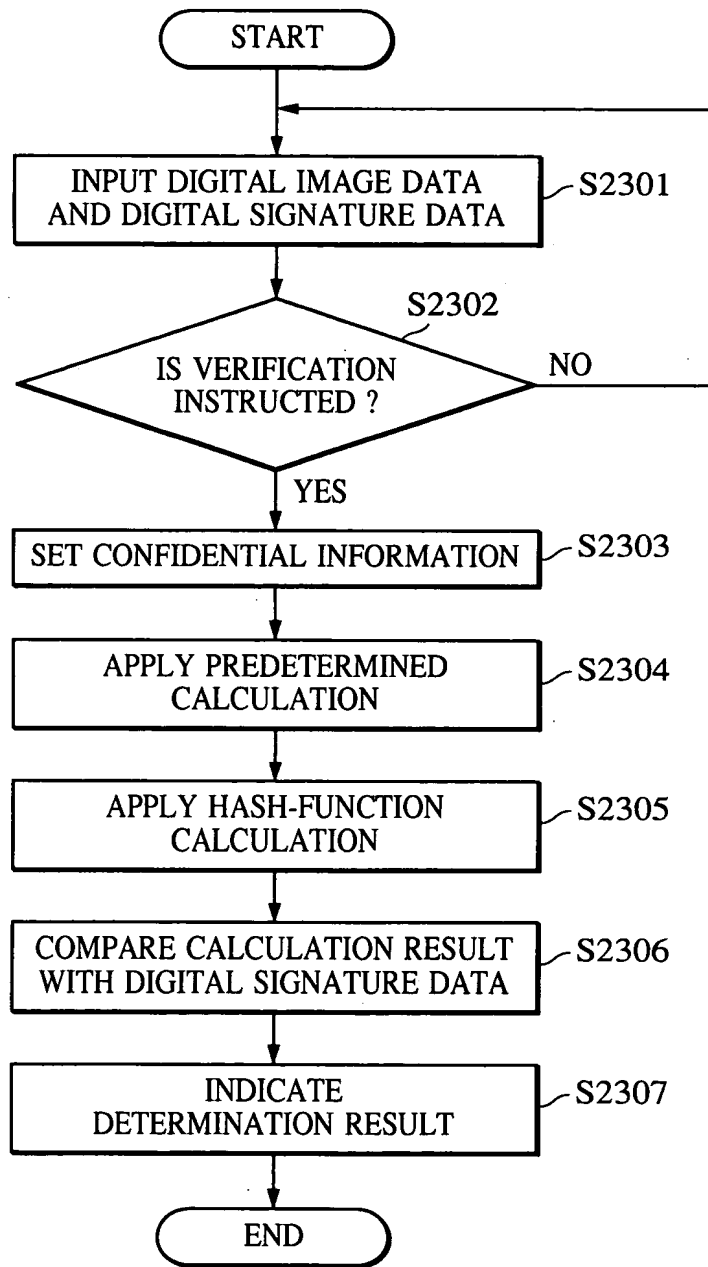 START
INPUT DIGITAL IMAGE DATA
AND DIGITAL SIGNATURE DATA
S2301
S2302
IS VERIFICATION
INSTRUCTED ?
NO
YES
SET CONFIDENTIAL INFORMATION
S2303
APPLY PREDETERMINED
CALCULATION
S2304
APPLY HASH-FUNCTION
CALCULATION
S2305
COMPARE CALCULATION RESULT
WITH DIGITAL SIGNATURE DATA
S2306
INDICATE
DETERMINATION RESULT
S2307
END